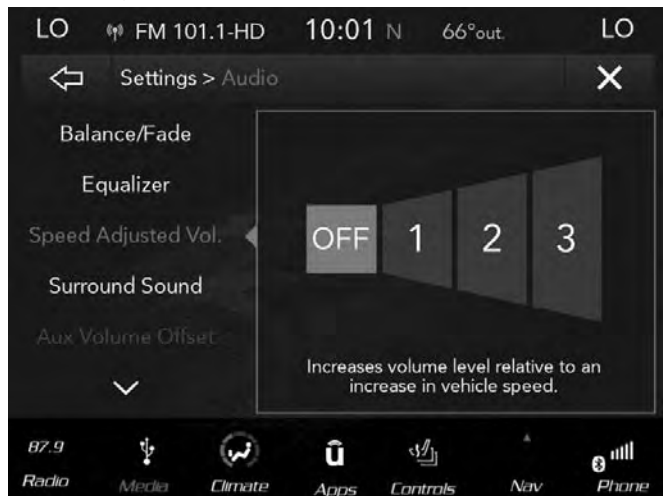 LO FM 101.1-HD 10:01 N 66°out. LO
Settings > Audio
Balance/Fade
Equalizer
Speed Adjusted Vol.
Surround Sound
Aux Volume Offset
OFF 1 2 3
Increases volume level relative to an
increase in vehicle speed.
87.9
Radio Media Climate Apps Controls Nav Phone